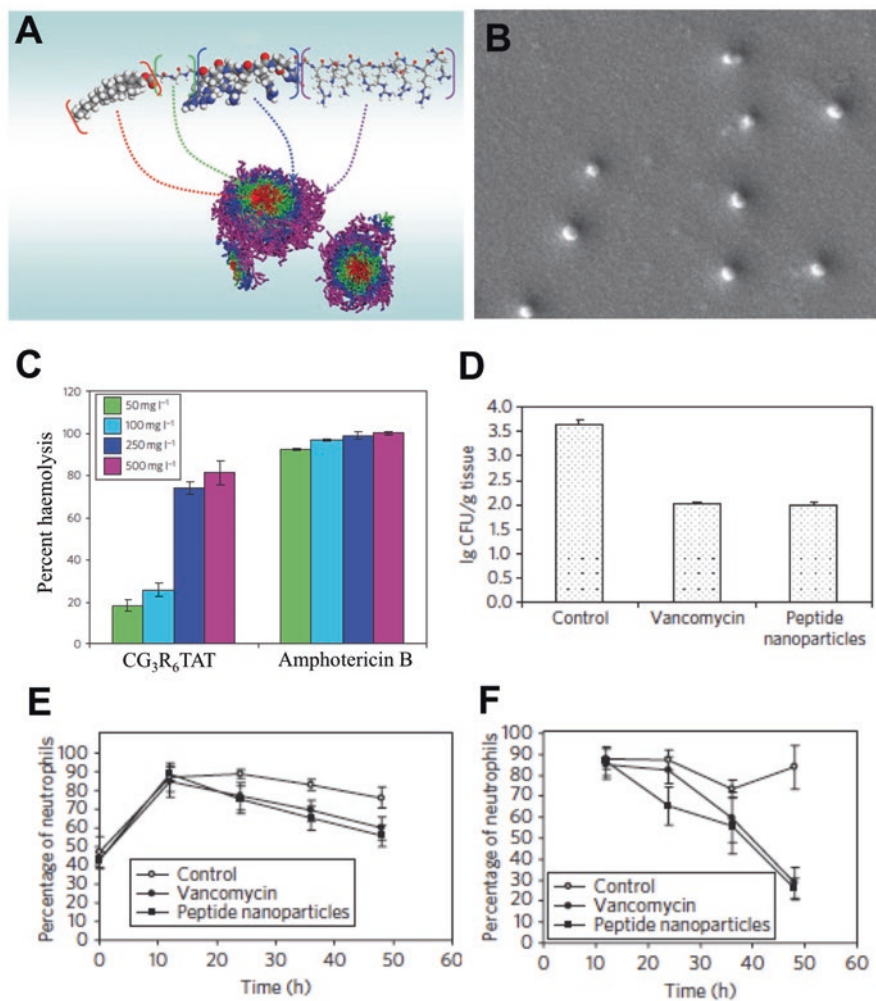 A
B
C
Percent haemolysis
120
100
80
60
40
20
0
50 mg l⁻¹
100 mg l⁻¹
250 mg l⁻¹
500 mg l⁻¹
CG₃R₆TAT
Amphotericin B
D
lg CFU/g tissue
4.0
3.5
3.0
2.5
2.0
1.5
1.0
0.5
0.0
Control
Vancomycin
Peptide
nanoparticles
E
Percentage of neutrophils
100
90
80
70
60
50
40
30
20
10
0
Control
Vancomycin
Peptide nanoparticles
0
10
20
30
40
50
60
Time (h)
F
Percentage of neutrophils
100
90
80
70
60
50
40
30
20
10
0
Control
Vancomycin
Peptide nanoparticles
0
10
20
30
40
50
60
Time (h)